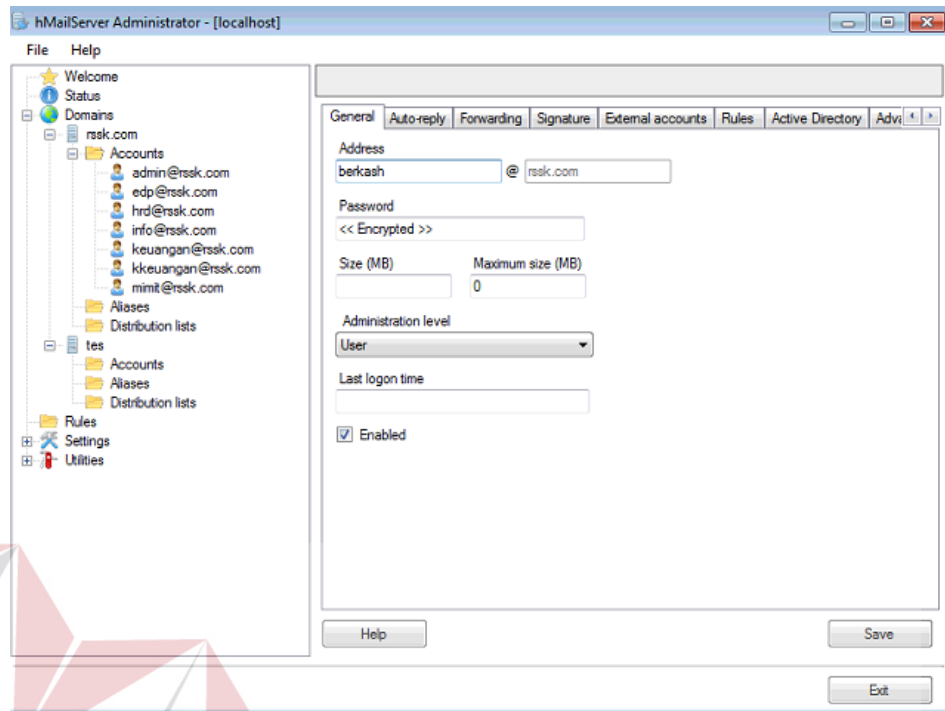 hMailServer Administrator - [localhost]
File Help
Welcome
Status
Domains
rssk.com
Accounts
admin@rssk.com
edp@rssk.com
hrd@rssk.com
info@rssk.com
keuangan@rssk.com
kkeuangan@rssk.com
mimit@rssk.com
Aliases
Distribution lists
tes
Accounts
Aliases
Distribution lists
Rules
Settings
Utilities
General Auto-reply Forwarding Signature External accounts Rules Active Directory Adva
Address
berkash @ rssk.com
Password
<< Encrypted >>
Size (MB) Maximum size (MB)
0
Administration level
User
Last logon time
Enabled
Help Save
Exit